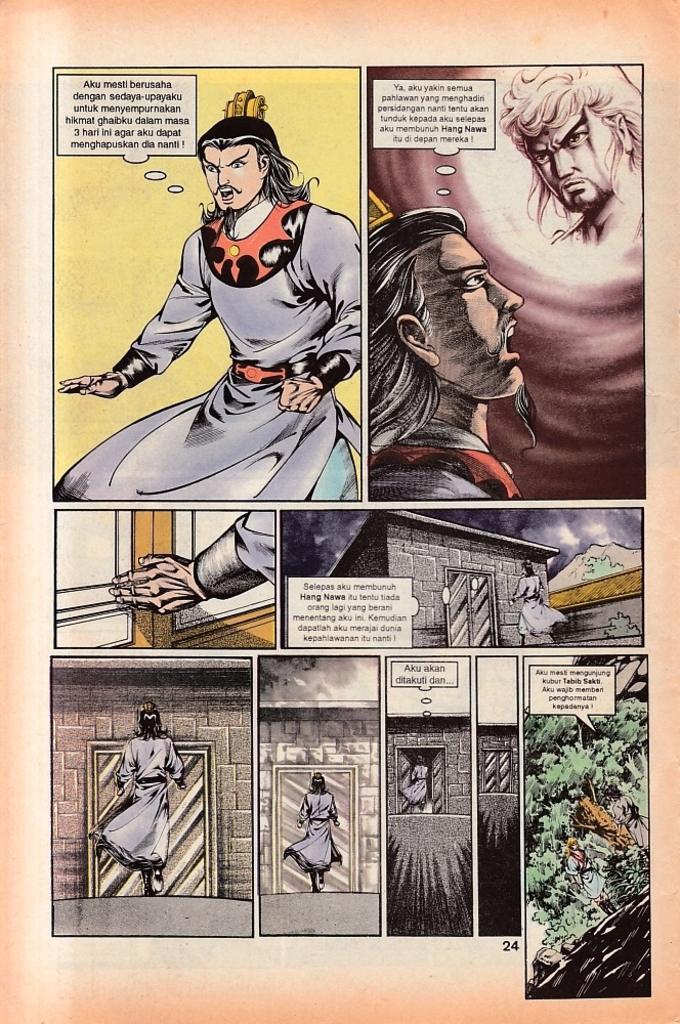 Aku mesti berusaha
dengan sedaya-upayaku
untuk menyempurnakan
hikmat ghaibku dalam masa
3 hari ini agar aku dapat
menghapuskan dia nanti !
Ya, aku yakin semua
pahlawan yang menghadiri
persidangan nanti tentu akan
tunduk kepada aku selepas
aku membunuh Hang Nawa
itu di depan mereka !
Selepas aku membunuh
Hang Nawa itu tentu tiada
orang lagi yang berani
menentang aku ini. Kemudian
dapatlah aku merajai dunia
kepahlawanan itu nanti !
Aku akan
ditakuti dan...
Aku mesti mengunjung
kubur Tabib Sakti.
Aku wajib memberi
penghormatan
kepadanya !
24